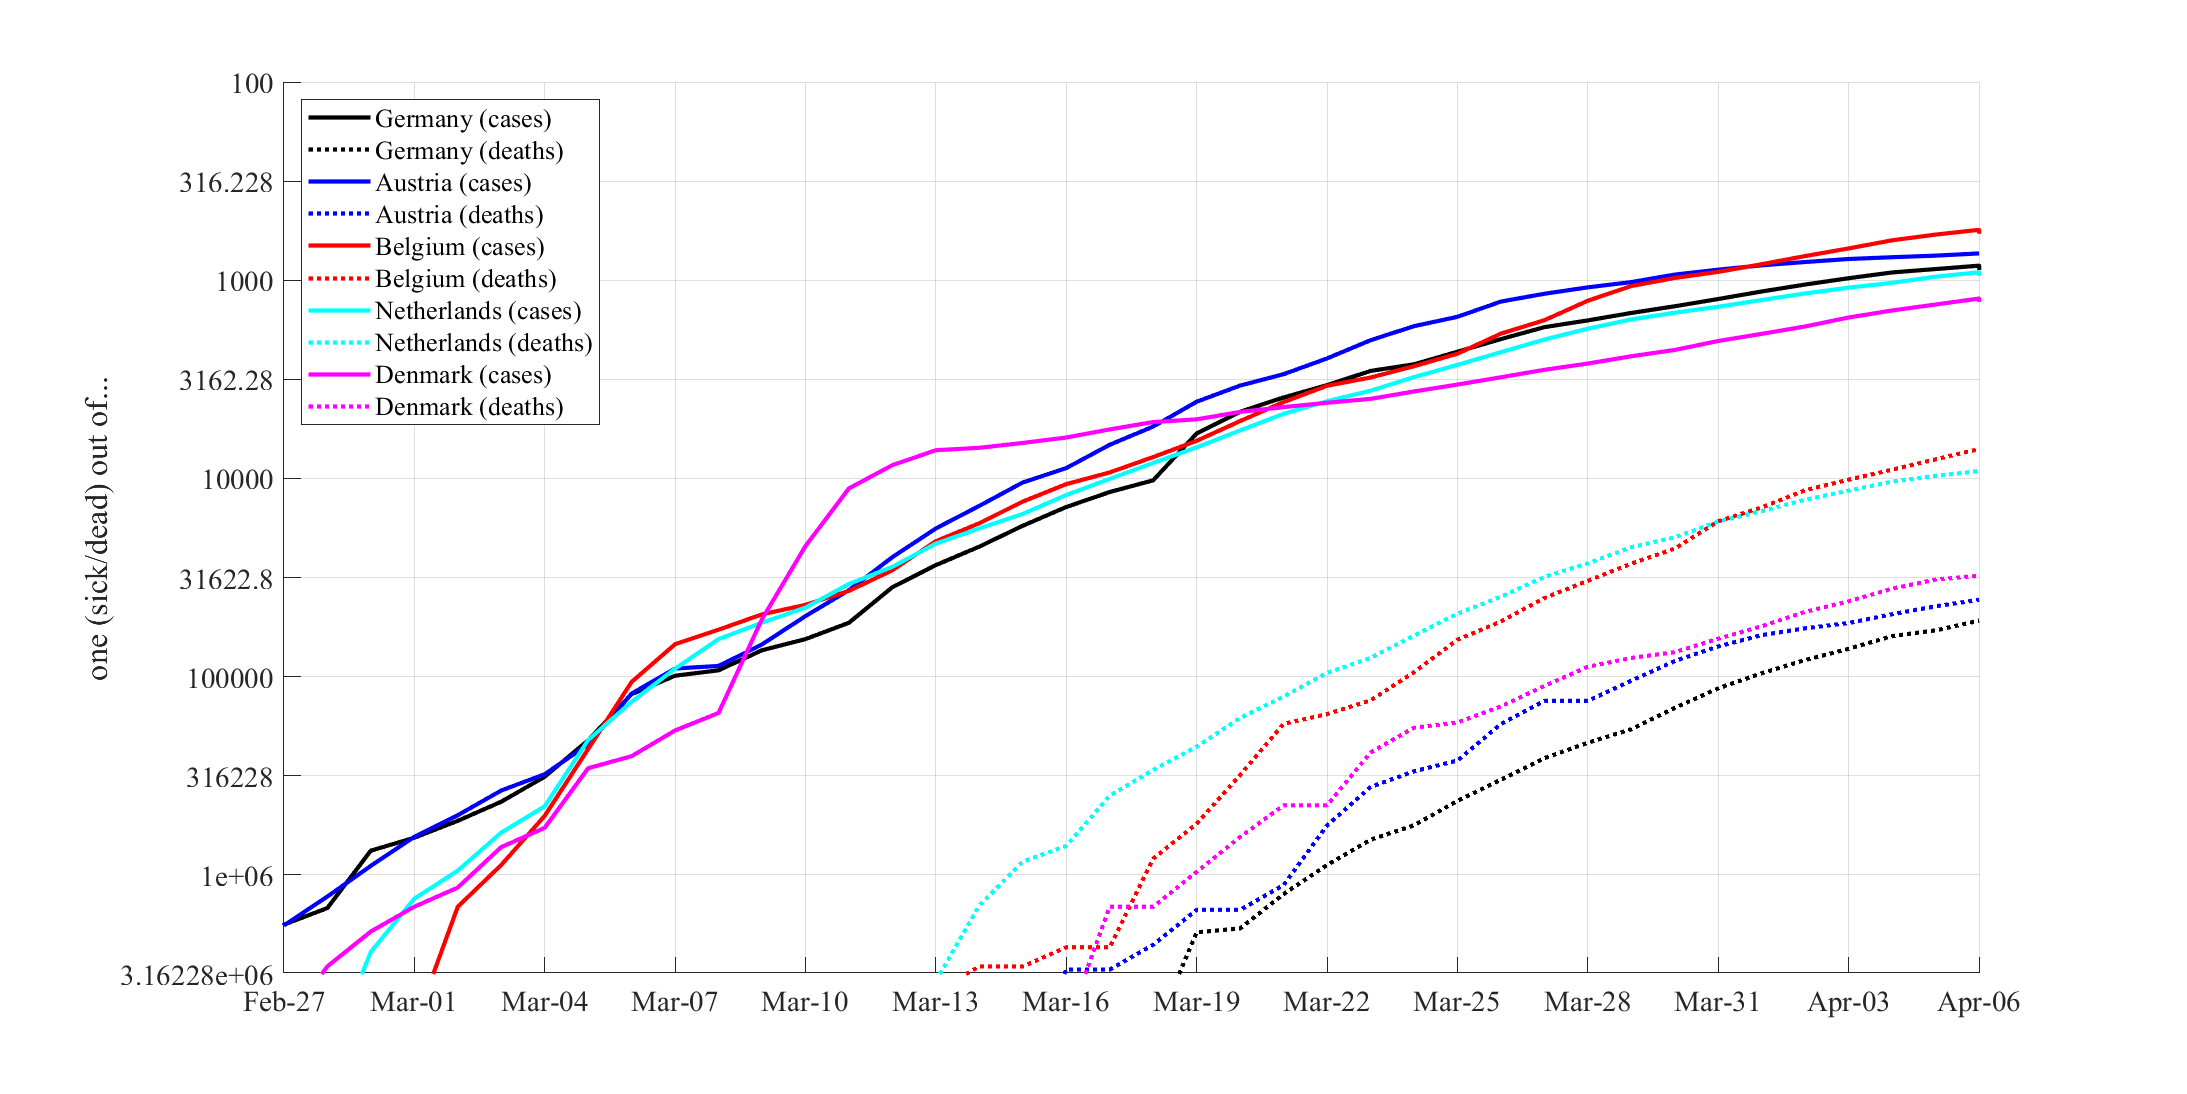 100
316.228
1000
3162.28
10000
31622.8
100000
316228
1e+06
3.16228e+06
one (sick/dead) out of...
Germany (cases)
Germany (deaths)
Austria (cases)
Austria (deaths)
Belgium (cases)
Belgium (deaths)
Netherlands (cases)
Netherlands (deaths)
Denmark (cases)
Denmark (deaths)
Feb-27 Mar-01 Mar-04 Mar-07 Mar-10 Mar-13 Mar-16 Mar-19 Mar-22 Mar-25 Mar-28 Mar-31 Apr-03 Apr-06